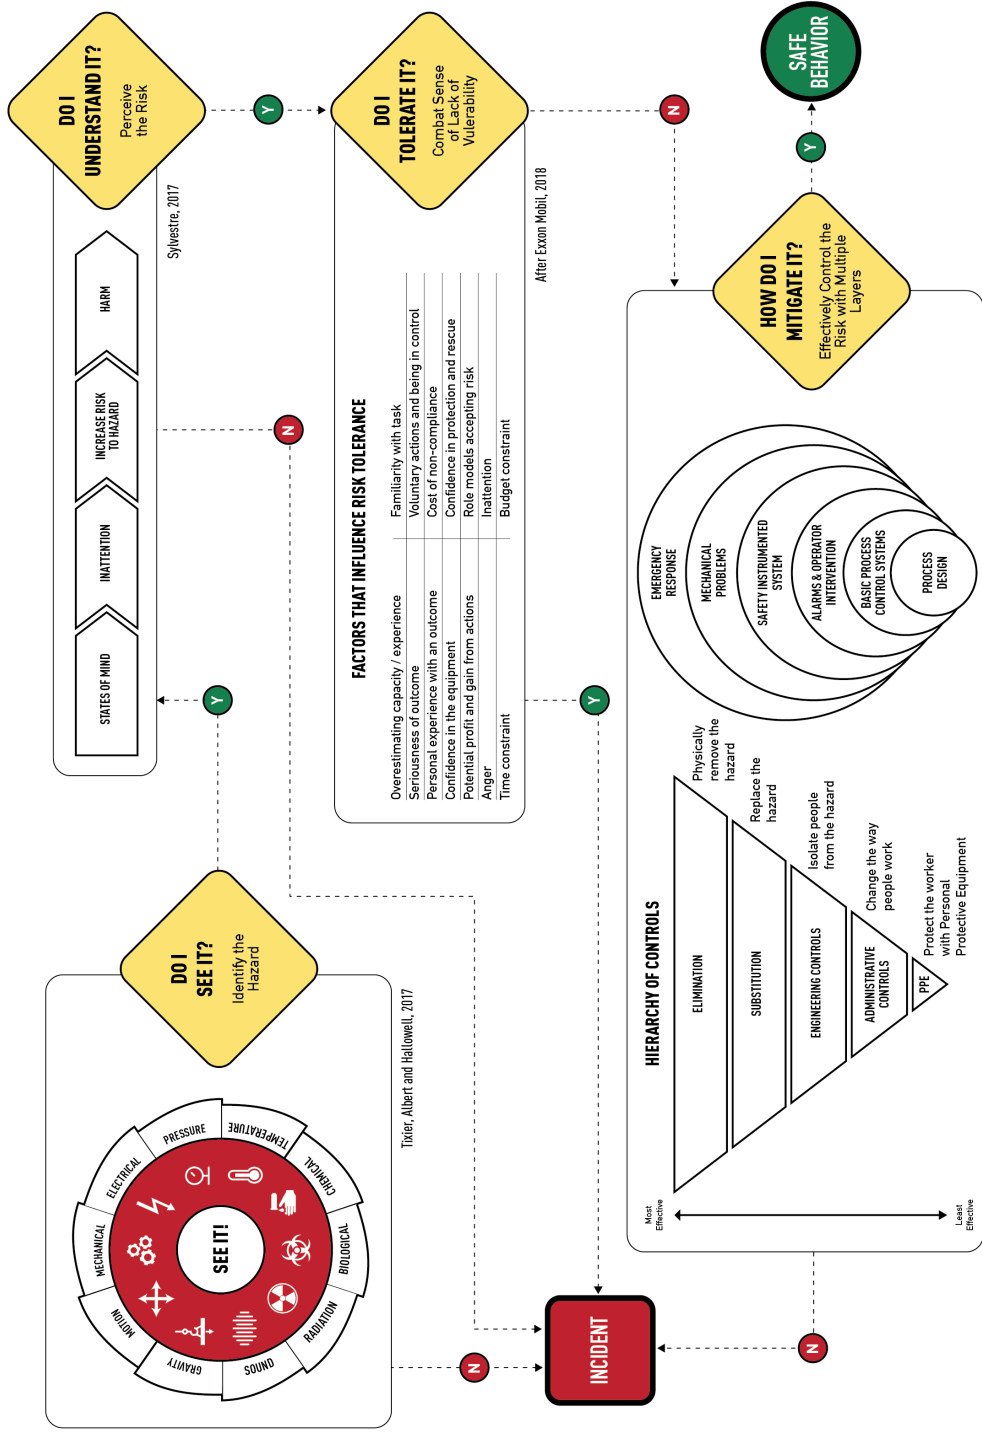 DO I
SEE IT?
Identify the
Hazard
SEE IT!
GRAVITY
MOTION
MECHANICAL
ELECTRICAL
PRESSURE
TEMPERATURE
CHEMICAL
BIOLOGICAL
RADIATION
SOUND
Tixier, Albert and Hallowell, 2017
Y
N
STATES OF MIND
INATTENTION
INCREASE RISK
TO HAZARD
HARM
DO I
UNDERSTAND IT?
Perceive
the Risk
Sylvestre, 2017
Y
N
FACTORS THAT INFLUENCE RISK TOLERANCE
Overestimating capacity / experience
Familiarity with task
Seriousness of outcome
Voluntary actions and being in control
Personal experience with an outcome
Cost of non-compliance
Confidence in the equipment
Confidence in protection and rescue
Potential profit and gain from actions
Role models accepting risk
Anger
Inattention
Time constraint
Budget constraint
DO I
TOLERATE IT?
Combat Sense
of Lack of
Vulerability
After Exxon Mobil, 2018
Y
N
INCIDENT
HIERARCHY OF CONTROLS
Most
Effective
Least
Effective
ELIMINATION
Physically
remove the
hazard
SUBSTITUTION
Replace the
hazard
ENGINEERING CONTROLS
Isolate people
from the hazard
ADMINISTRATIVE
CONTROLS
Change the way
people work
PPE
Protect the worker
with Personal
Protective Equipment
EMERGENCY
RESPONSE
MECHANICAL
PROBLEMS
SAFETY INSTRUMENTED
SYSTEM
ALARMS & OPERATOR
INTERVENTION
BASIC PROCESS
CONTROL SYSTEMS
PROCESS
DESIGN
HOW DO I
MITIGATE IT?
Effectively Control the
Risk with Multiple
Layers
Y
N
SAFE
BEHAVIOR